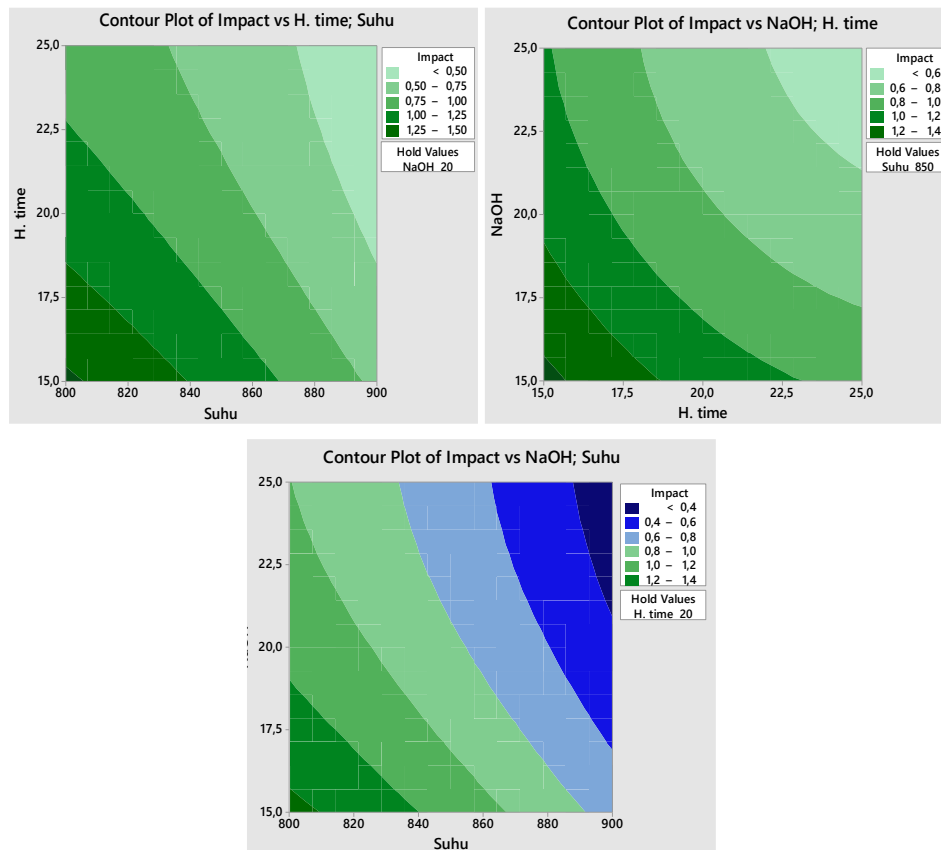 Contour Plot of Impact vs H. time; Suhu
25,0
22,5
20,0
17,5
15,0
H. time
800 820 840 860 880 900
Suhu
Impact
< 0,50
0,50 – 0,75
0,75 – 1,00
1,00 – 1,25
1,25 – 1,50
Hold Values
NaOH 20
Contour Plot of Impact vs NaOH; H. time
25,0
22,5
20,0
17,5
15,0
NaOH
15,0 17,5 20,0 22,5 25,0
H. time
Impact
< 0,6
0,6 – 0,8
0,8 – 1,0
1,0 – 1,2
1,2 – 1,4
Hold Values
Suhu 850
Contour Plot of Impact vs NaOH; Suhu
25,0
22,5
20,0
17,5
15,0
800 820 840 860 880 900
Suhu
Impact
< 0,4
0,4 – 0,6
0,6 – 0,8
0,8 – 1,0
1,0 – 1,2
1,2 – 1,4
Hold Values
H. time 20